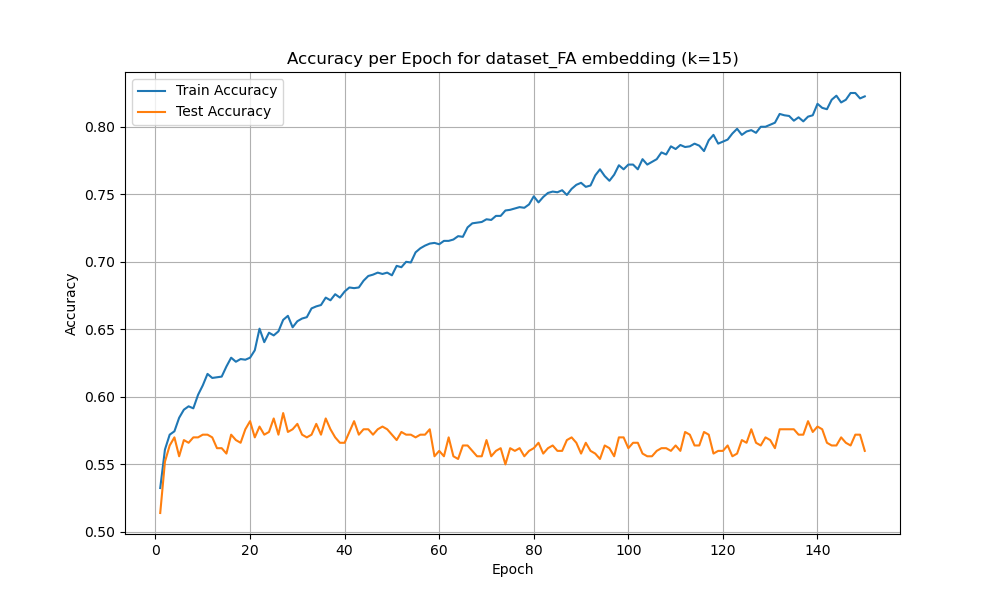 Accuracy per Epoch for dataset_FA embedding (k=15)
Train Accuracy
Test Accuracy
Accuracy
0.80
0.75
0.70
0.65
0.60
0.55
0.50
0 20 40 60 80 100 120 140
Epoch